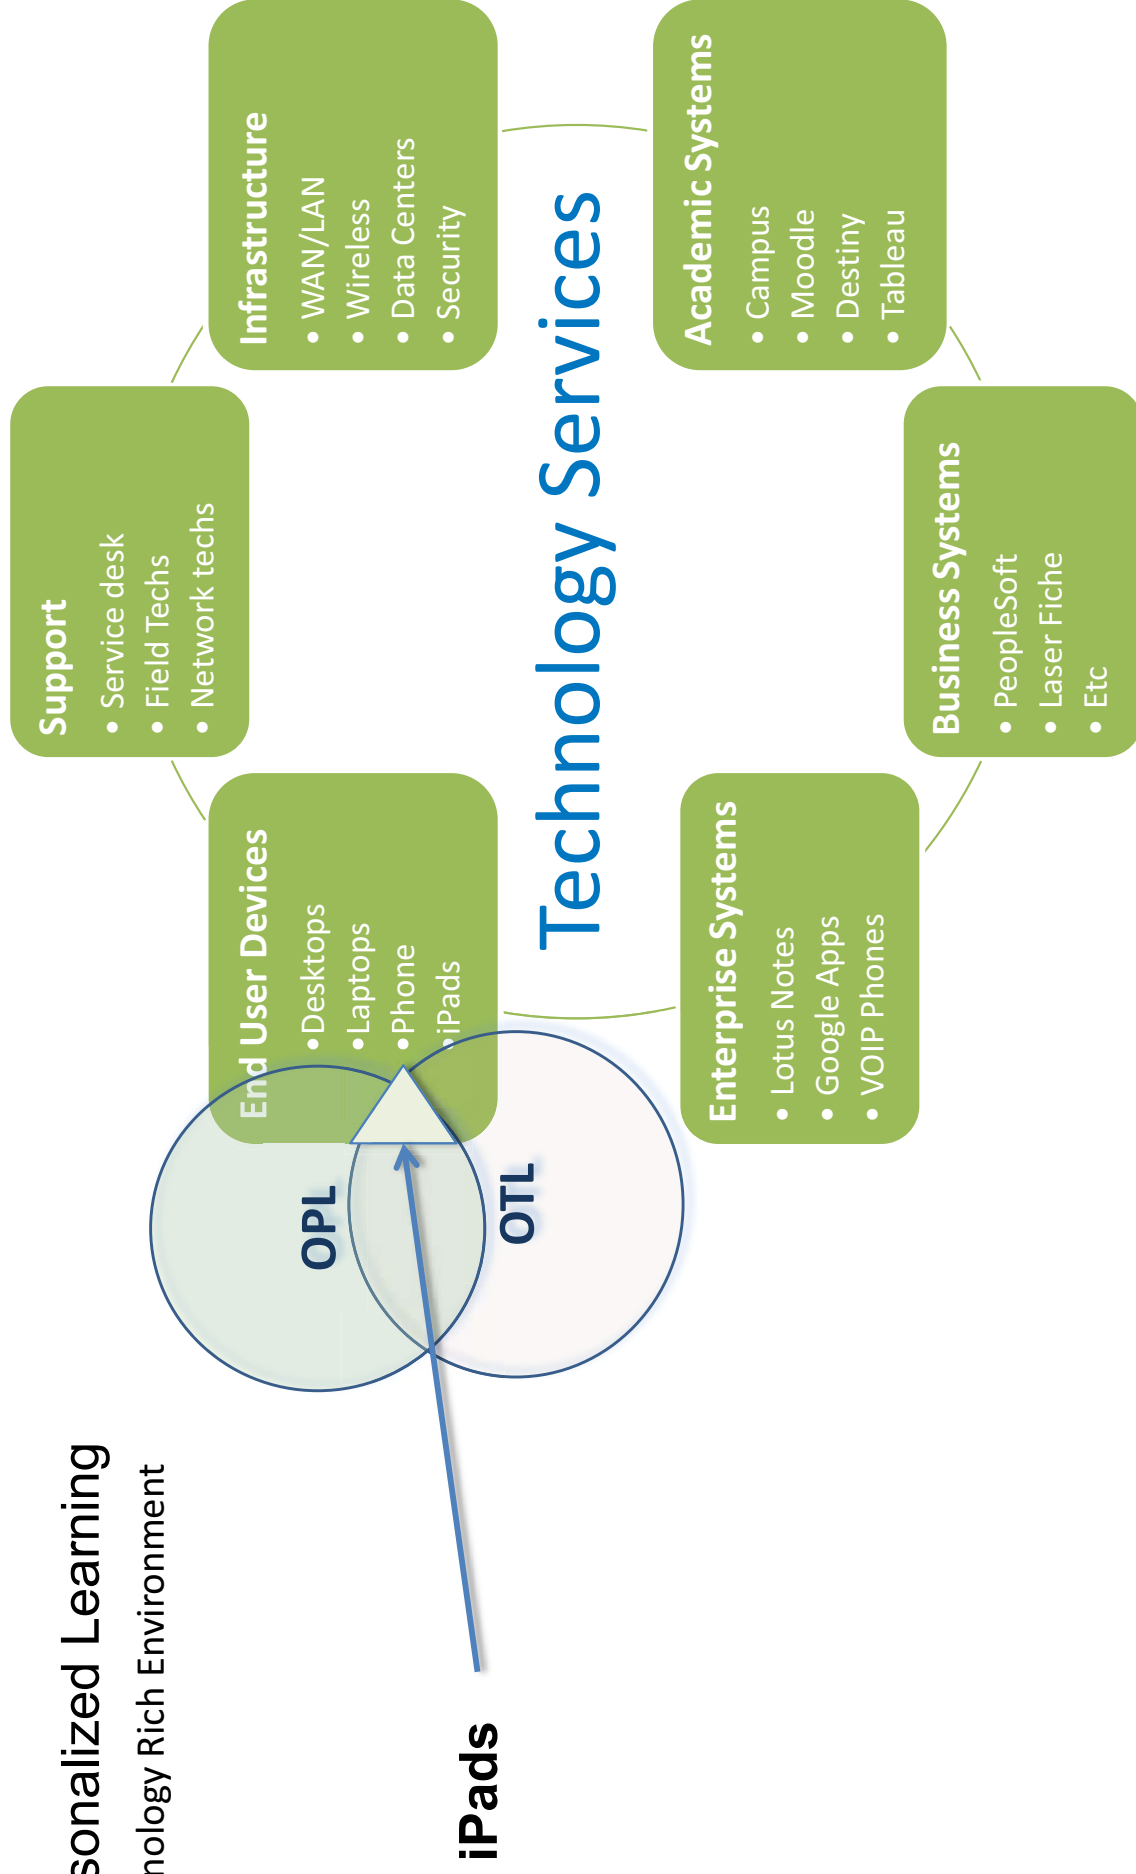 sonalized Learning
nology Rich Environment
iPads
OPL
OTL
End User Devices
•Desktops
•Laptops
•Phone
•iPads
Support
• Service desk
• Field Techs
• Network techs
Infrastructure
• WAN/LAN
• Wireless
• Data Centers
• Security
Technology Services
Enterprise Systems
• Lotus Notes
• Google Apps
• VOIP Phones
Business Systems
• PeopleSoft
• Laser Fiche
• Etc
Academic Systems
• Campus
• Moodle
• Destiny
• Tableau